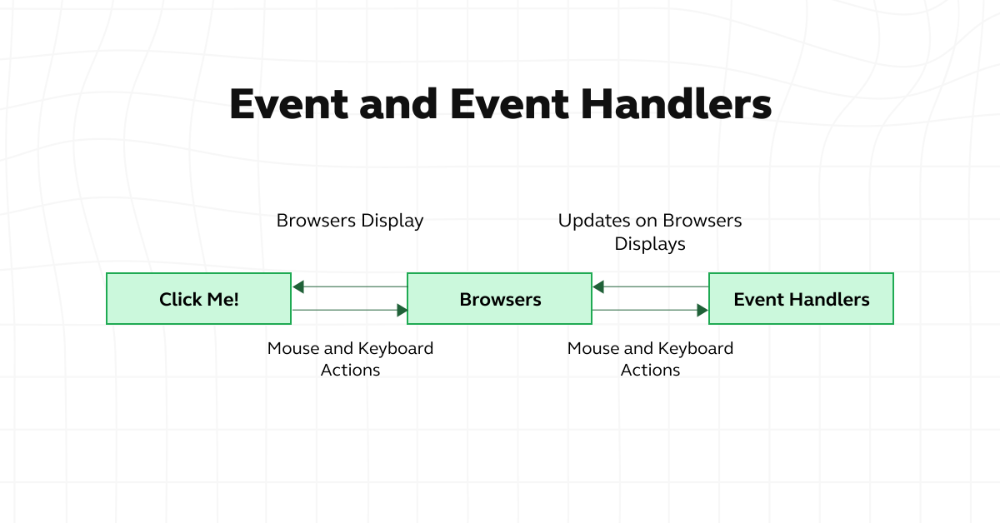 Event and Event Handlers
Browsers Display
Updates on Browsers
Displays
Click Me!
Browsers
Event Handlers
Mouse and Keyboard
Actions
Mouse and Keyboard
Actions